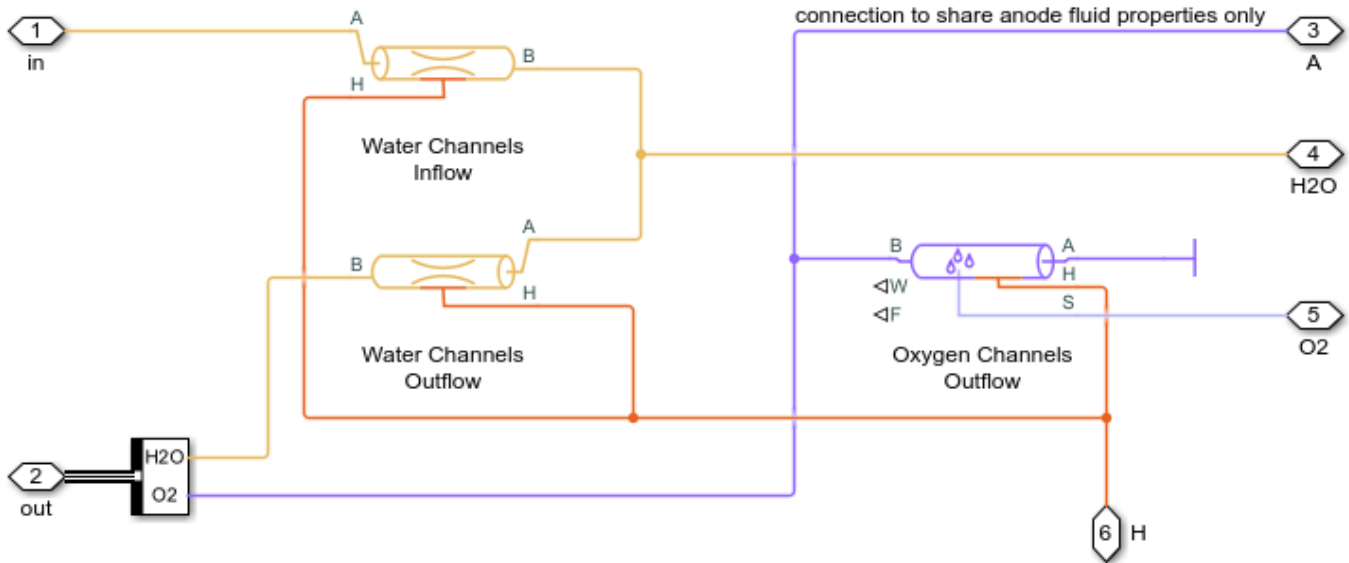 connection to share anode fluid properties only
1
in
A
B
H
3
A
Water Channels
Inflow
4
H2O
A
B
H
B
A
H
W
S
F
5
O2
Water Channels
Outflow
Oxygen Channels
Outflow
H2O
2
O2
out
6
H